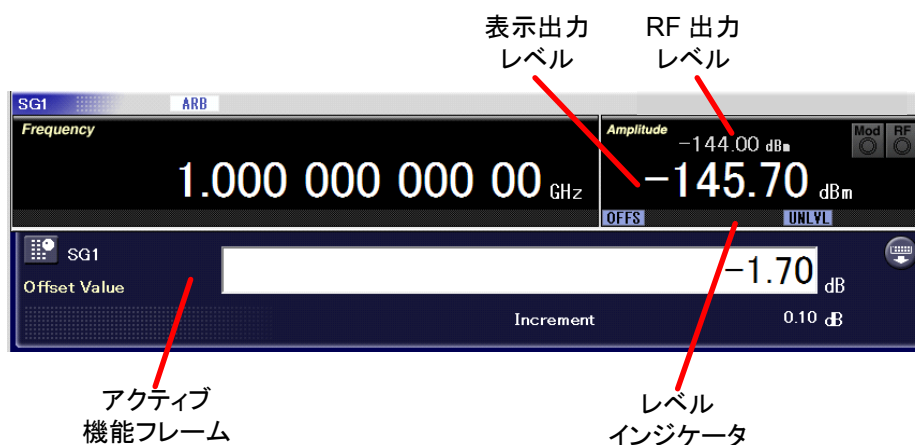 表示出力
レベル
RF 出力
レベル
SG1
ARB
Frequency
1.000 000 000 00 GHz
Amplitude
-144.00 dBm
Mod
RF
-145.70 dBm
OFFS
UNLVL
SG1
Offset Value
-1.70 dB
Increment 0.10 dB
アクティブ
機能フレーム
レベル
インジケータ